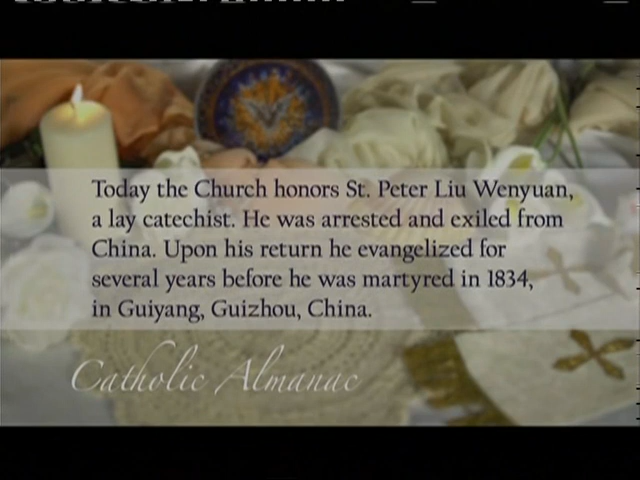 Today the Church honors St. Peter Liu Wenyuan,
a lay catechist. He was arrested and exiled from
China. Upon his return he evangelized for
several years before he was martyred in 1834,
in Guiyang, Guizhou, China.
Catholic Almanac